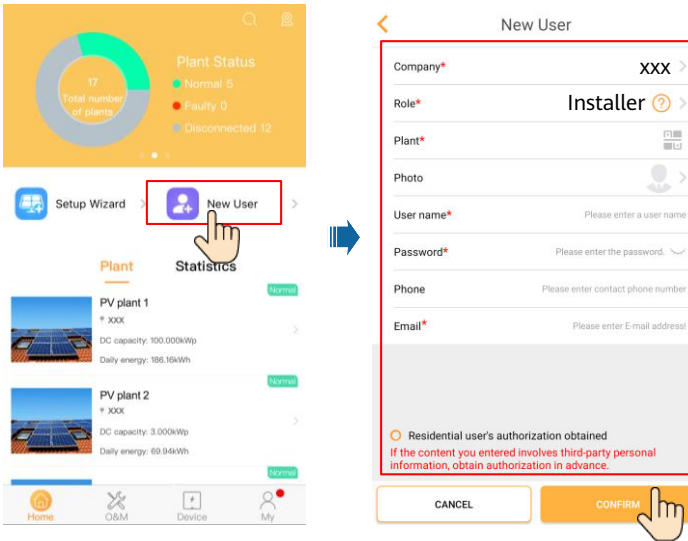 Plant Status
17
Total number
of plants
Normal 5
Faulty 0
Disconnected 12
Setup Wizard
New User
Plant
Statistics
Normal
PV plant 1
XXX
DC capacity: 100.000kWp
Daily energy: 186.16kWh
Normal
PV plant 2
XXX
DC capacity: 3.000kWp
Daily energy: 69.94kWh
Normal
Home
O&M
Device
My
New User
Company*
xxx
Role*
Installer
?
Plant*
Photo
User name*
Please enter a user name
Password*
Please enter the password.
Phone
Please enter contact phone number
Email*
Please enter E-mail address!
Residential user's authorization obtained
If the content you entered involves third-party personal
information, obtain authorization in advance.
CANCEL
CONFIRM